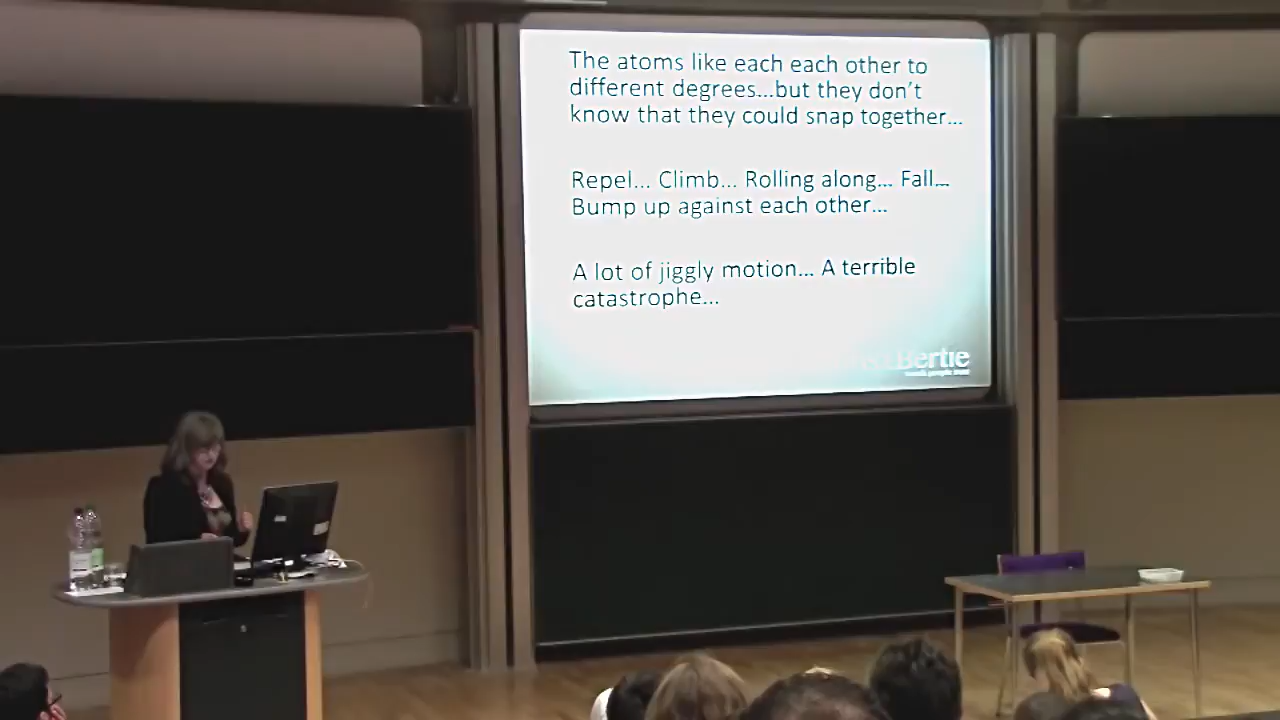 The atoms like each each other to
different degrees...but they don't
know that they could snap together...
Repel... Climb... Rolling along... Fall...
Bump up against each other...
A lot of jiggly motion... A terrible
catastrophe...
Bertie